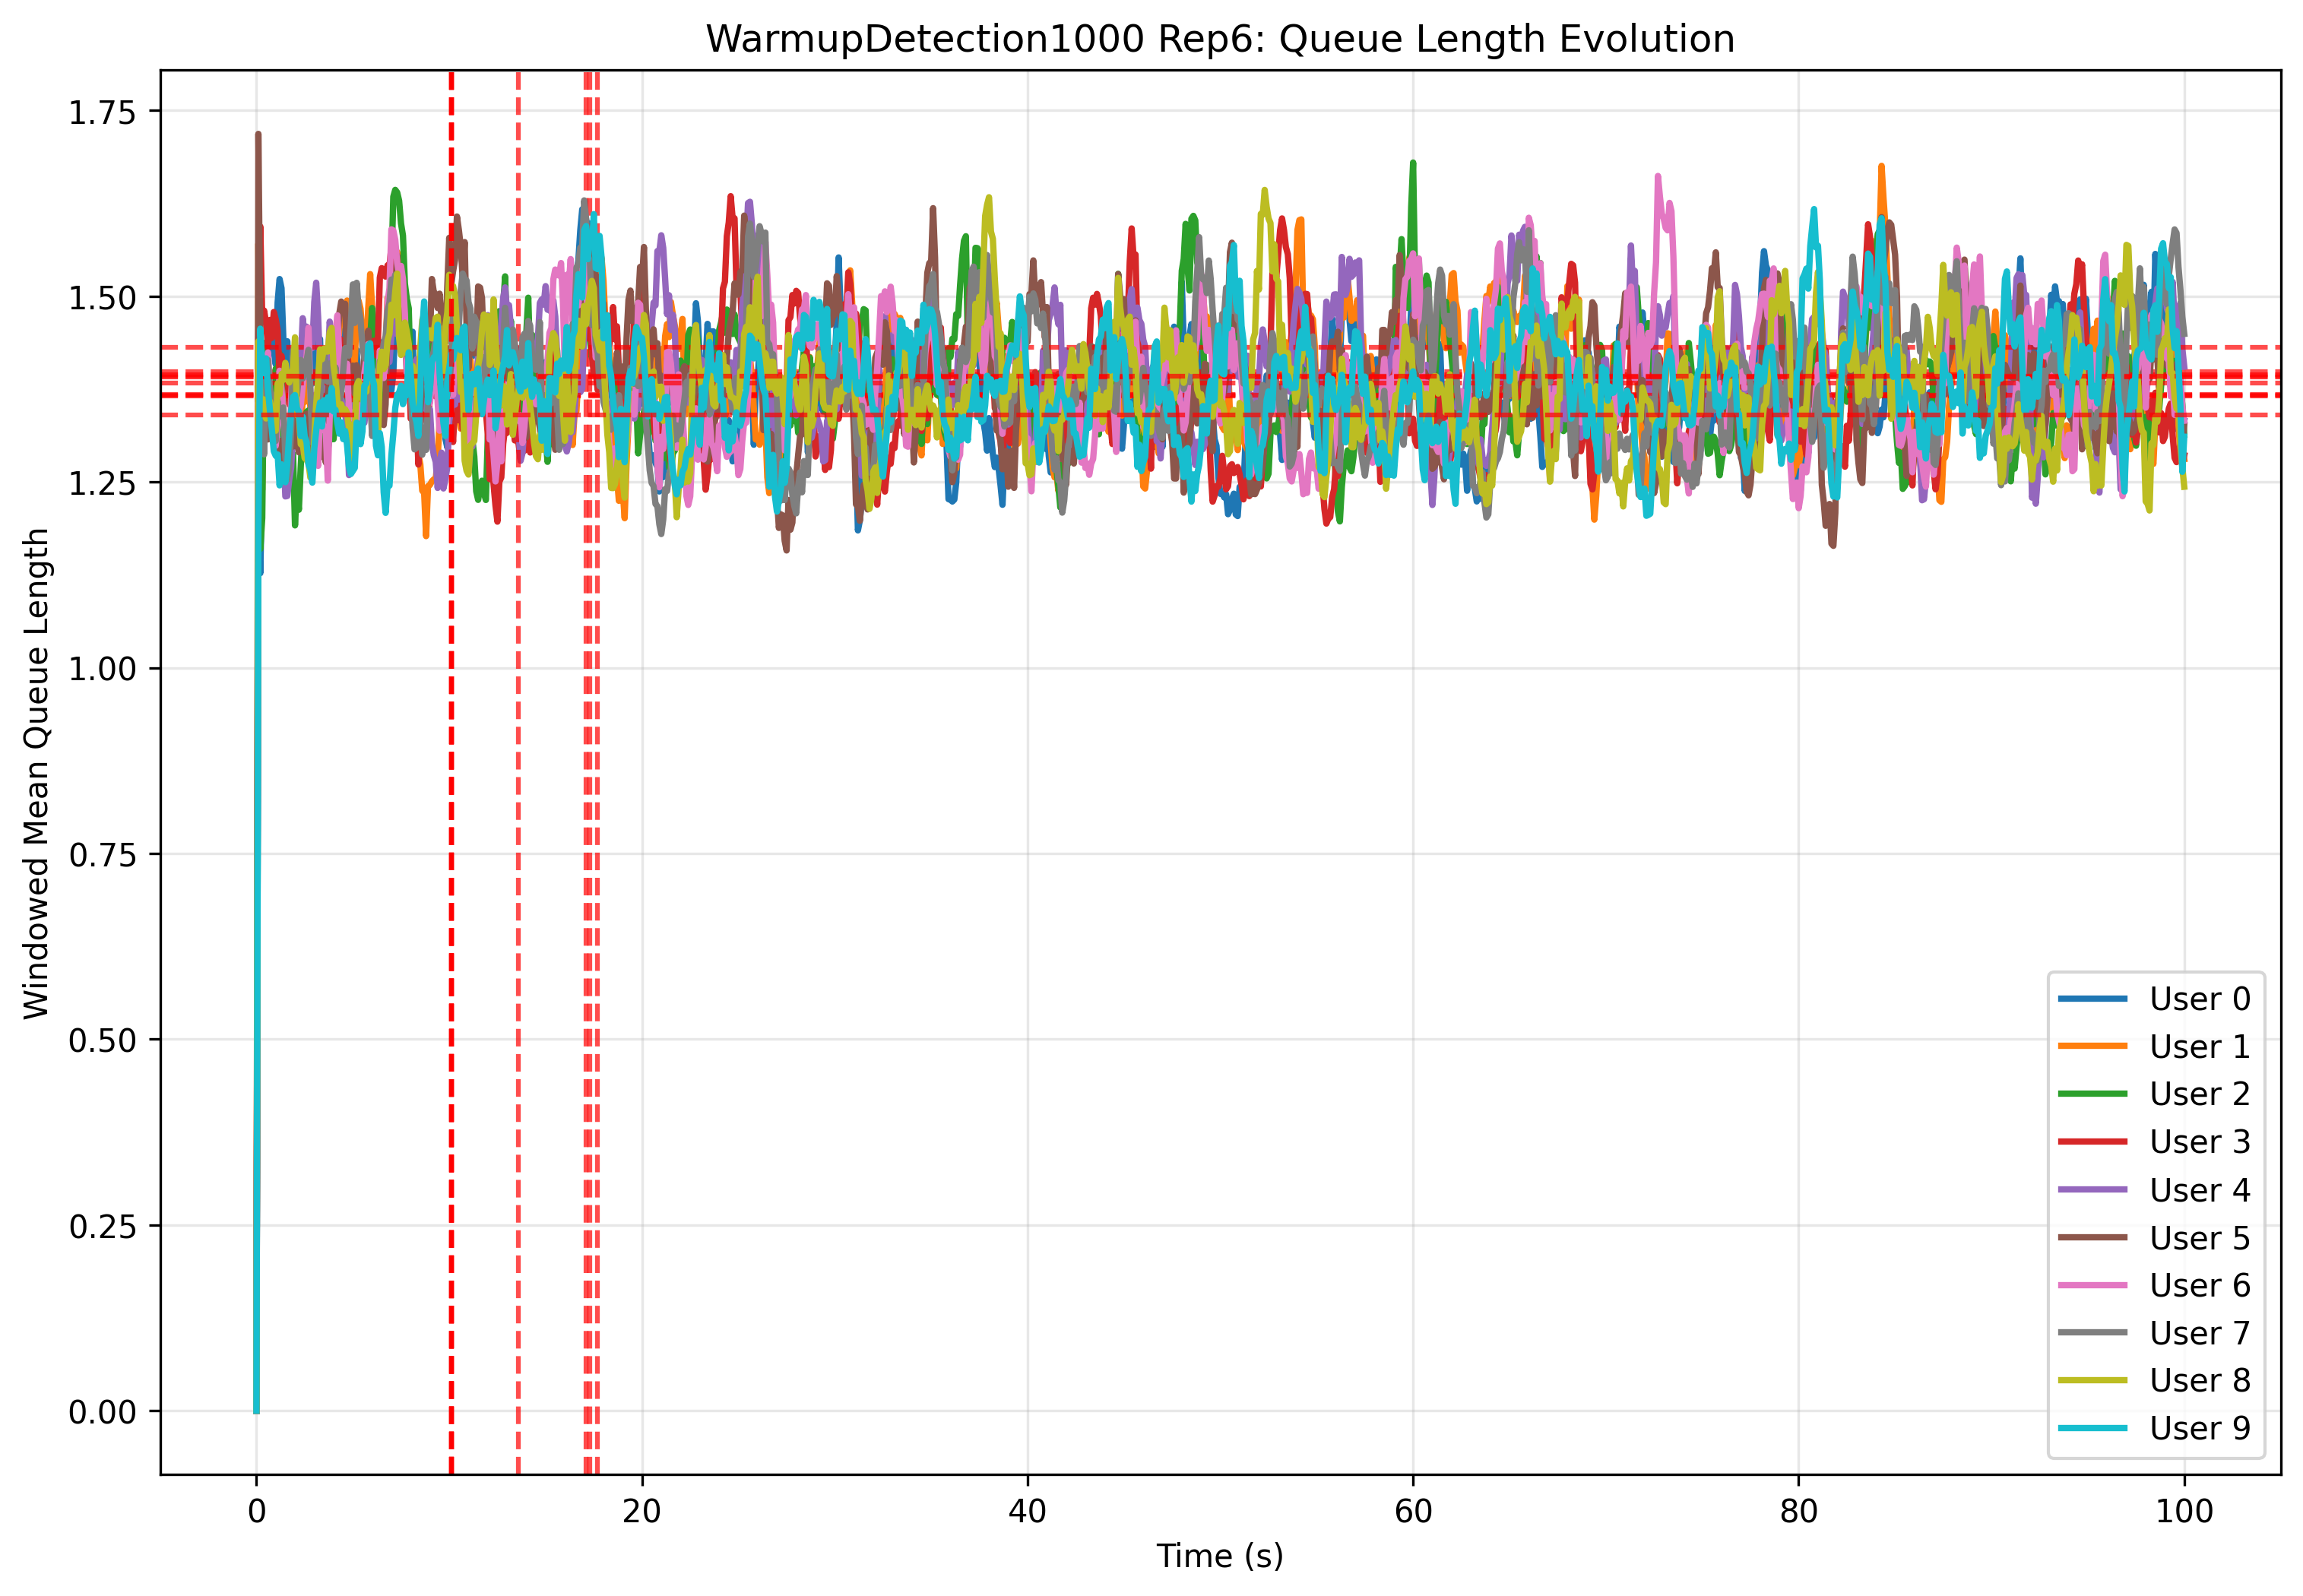 WarmupDetection1000 Rep6: Queue Length Evolution
Windowed Mean Queue Length
1.75
1.50
1.25
1.00
0.75
0.50
0.25
0.00
User 0
User 1
User 2
User 3
User 4
User 5
User 6
User 7
User 8
User 9
0 20 40 60 80 100
Time (s)